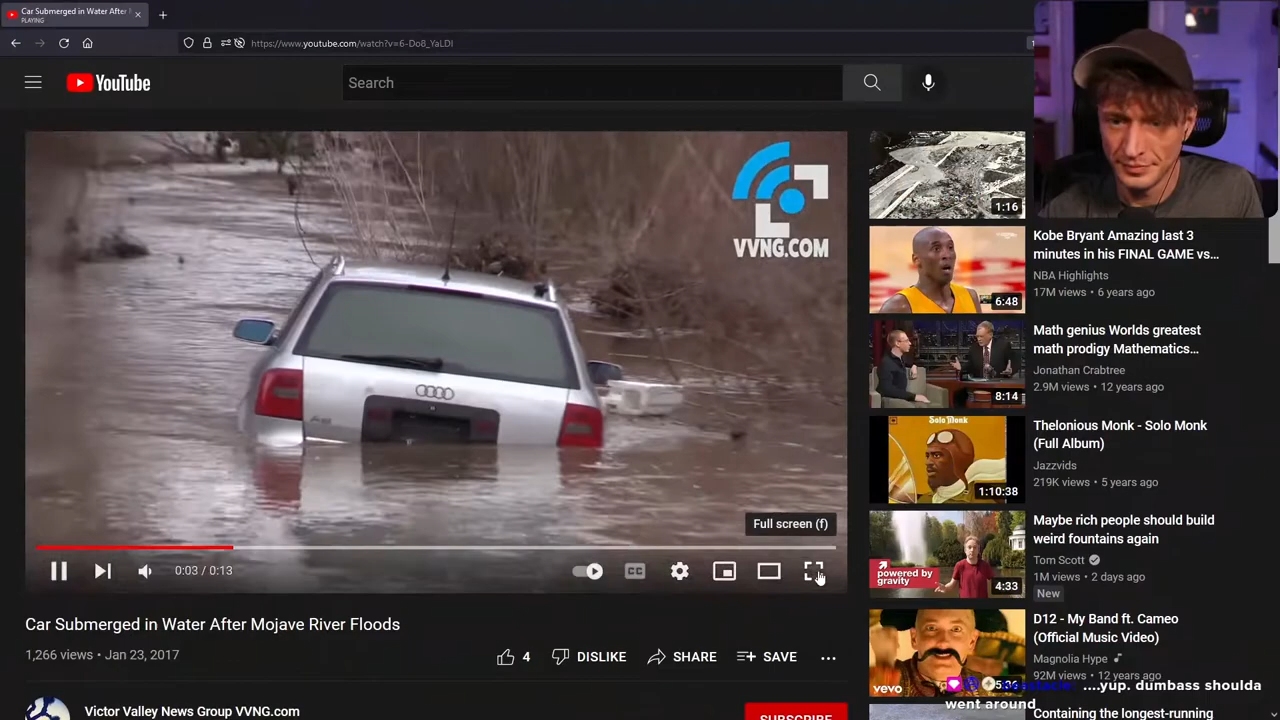 Car Submerged in Water After M
PLAYING
https://www.youtube.com/watch?v=6-Do8_YaLDI
YouTube
Search
VVNG.COM
1:16
Kobe Bryant Amazing last 3
minutes in his FINAL GAME vs...
NBA Highlights
17M views • 6 years ago
6:48
Math genius Worlds greatest
math prodigy Mathematics...
Jonathan Crabtree
2.9M views • 12 years ago
8:14
Solo Monk
Thelonious Monk - Solo Monk
(Full Album)
Jazzvids
219K views • 5 years ago
1:10:38
Maybe rich people should build
weird fountains again
Tom Scott
1M views • 2 days ago
New
powered by
gravity
4:33
D12 - My Band ft. Cameo
(Official Music Video)
Magnolia Hype
92M views • 12 years ago
vevo
5:36
Containing the longest-running
Full screen (f)
0:03 / 0:13
CC
Car Submerged in Water After Mojave River Floods
1,266 views • Jan 23, 2017
4
DISLIKE
SHARE
SAVE
Victor Valley News Group VVNG.com
SUBSCRIBE
....yup. dumbass shoulda
went around